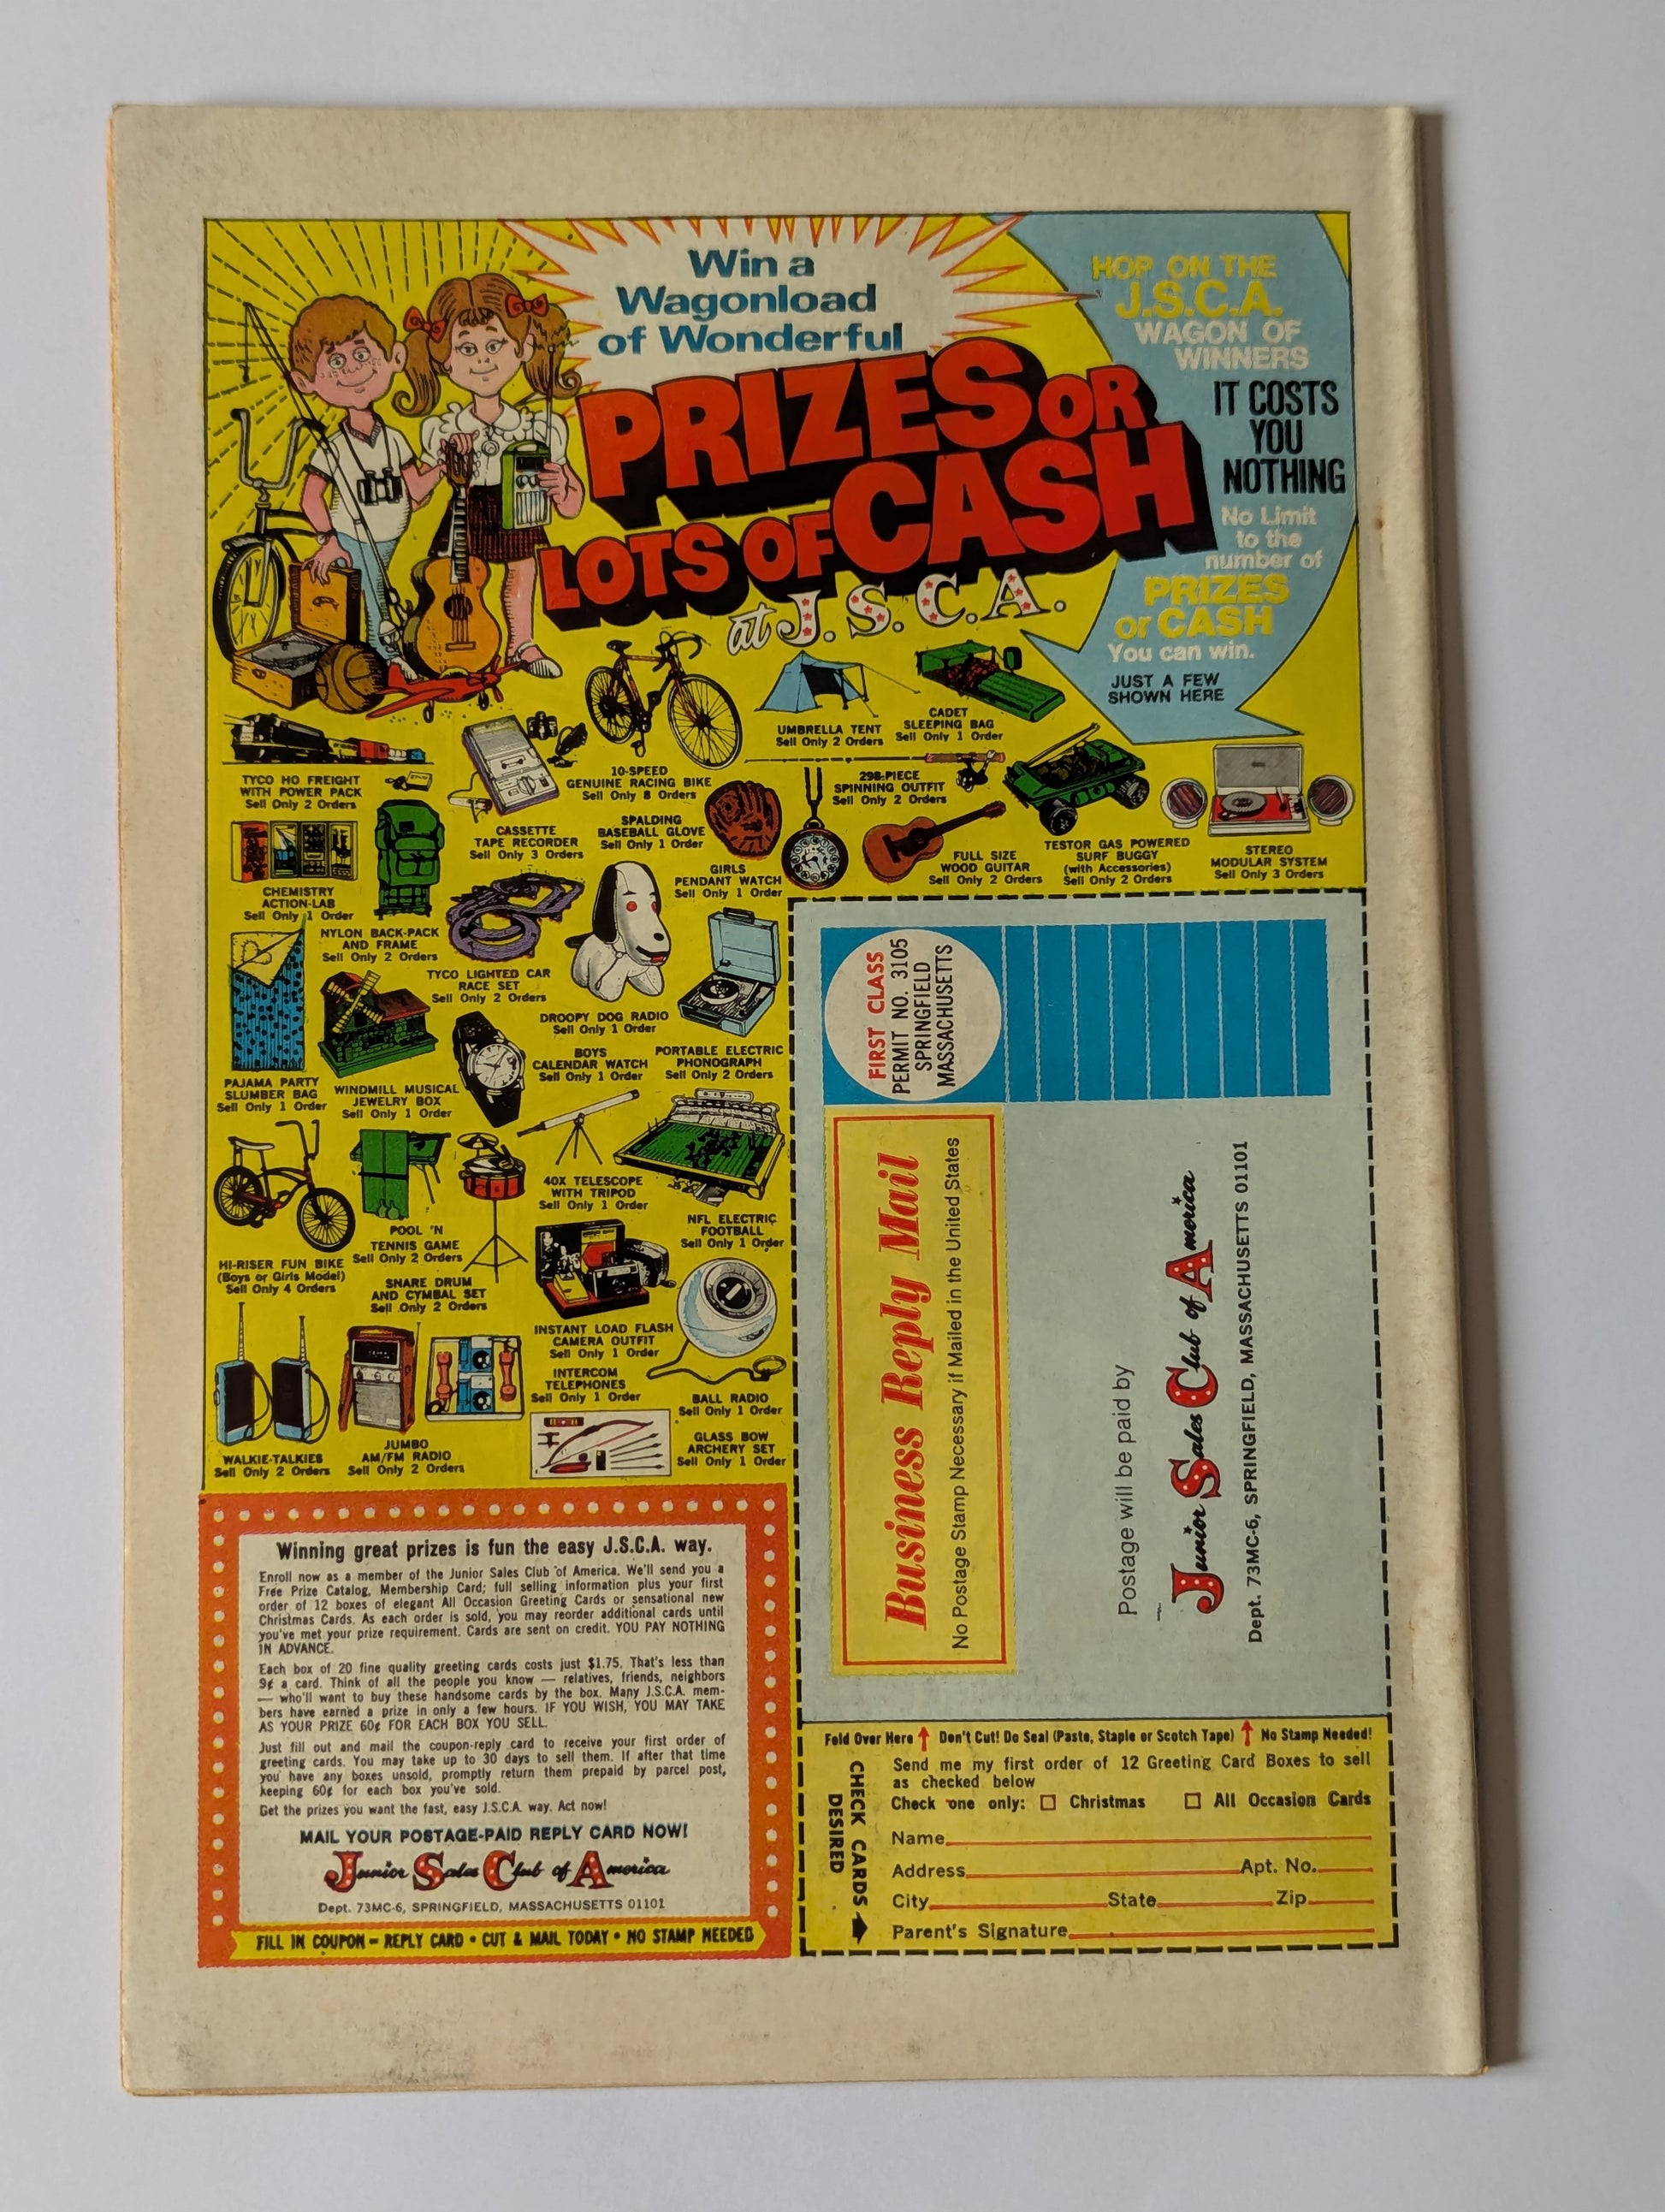 Win a
Wagonload
of Wonderful
PRIZES OR
LOTS OF CASH
at J.S.C.A.
HOP ON THE
J.S.C.A.
WAGON OF
WINNERS
IT COSTS
YOU
NOTHING
No Limit
to the
number of
PRIZES
or CASH
You can win.
JUST A FEW
SHOWN HERE
TYCO HO FREIGHT
WITH POWER PACK
Sell Only 2 Orders
CASSETTE
TAPE RECORDER
Sell Only 3 Orders
10-SPEED
GENUINE RACING BIKE
Sell Only 8 Orders
UMBRELLA TENT
Sell Only 2 Orders
CADET
SLEEPING BAG
Sell Only 1 Order
298-PIECE
SPINNING OUTFIT
Sell Only 2 Orders
SPALDING
BASEBALL GLOVE
Sell Only 1 Order
GIRLS
PENDANT WATCH
Sell Only 1 Order
FULL SIZE
WOOD GUITAR
Sell Only 2 Orders
TESTOR GAS POWERED
SURF BUGGY
(with Accessories)
Sell Only 2 Orders
STEREO
MODULAR SYSTEM
Sell Only 3 Orders
CHEMISTRY
ACTION-LAB
Sell Only 1 Order
NYLON BACK-PACK
AND FRAME
Sell Only 2 Orders
TYCO LIGHTED CAR
RACE SET
Sell Only 2 Orders
DROOPY DOG RADIO
Sell Only 1 Order
PAJAMA PARTY
SLUMBER BAG
Sell Only 1 Order
WINDMILL MUSICAL
JEWELRY BOX
Sell Only 1 Order
BOYS
CALENDAR WATCH
Sell Only 1 Order
PORTABLE ELECTRIC
PHONOGRAPH
Sell Only 2 Orders
40X TELESCOPE
WITH TRIPOD
Sell Only 1 Order
NFL ELECTRIC
FOOTBALL
Sell Only 1 Order
HI-RISER FUN BIKE
(Boys or Girls Model)
Sell Only 4 Orders
POOL 'N
TENNIS GAME
Sell Only 2 Orders
SNARE DRUM
AND CYMBAL SET
Sell Only 2 Orders
INSTANT LOAD FLASH
CAMERA OUTFIT
Sell Only 1 Order
INTERCOM
TELEPHONES
Sell Only 1 Order
BALL RADIO
Sell Only 1 Order
WALKIE-TALKIES
Sell Only 2 Orders
JUMBO
AM/FM RADIO
Sell Only 2 Orders
GLASS BOW
ARCHERY SET
Sell Only 1 Order
Winning great prizes is fun the easy J.S.C.A. way.
Enroll now as a member of the Junior Sales Club of America. We'll send you a
Free Prize Catalog, Membership Card; full selling information plus your first
order of 12 boxes of elegant All Occasion Greeting Cards or sensational new
Christmas Cards. As each order is sold, you may reorder additional cards until
you've met your prize requirement. Cards are sent on credit. YOU PAY NOTHING
IN ADVANCE.
Each box of 20 fine quality greeting cards costs just $1.75. That's less than
9¢ a card. Think of all the people you know — relatives, friends, neighbors
— who'll want to buy these handsome cards by the box. Many J.S.C.A. mem-
bers have earned a prize in only a few hours. IF YOU WISH, YOU MAY TAKE
AS YOUR PRIZE 60¢ FOR EACH BOX YOU SELL.
Just fill out and mail the coupon-reply card to receive your first order of
greeting cards. You may take up to 30 days to sell them. If after that time
you have any boxes unsold, promptly return them prepaid by parcel post,
keeping 60¢ for each box you've sold.
Get the prizes you want the fast, easy J.S.C.A. way. Act now!
MAIL YOUR POSTAGE-PAID REPLY CARD NOW!
Junior Sales Club of America
Dept. 73MC-6, SPRINGFIELD, MASSACHUSETTS 01101
FILL IN COUPON – REPLY CARD • CUT & MAIL TODAY • NO STAMP NEEDED
FIRST CLASS
PERMIT NO. 3105
SPRINGFIELD
MASSACHUSETTS
Business Reply Mail
No Postage Stamp Necessary if Mailed in the United States
Postage will be paid by
Junior Sales Club of America
Dept. 73MC-6, SPRINGFIELD, MASSACHUSETTS 01101
Fold Over Here ↑ Don't Cut! Do Seal (Paste, Staple or Scotch Tape) ↑ No Stamp Needed!
CHECK CARDS
DESIRED
Send me my first order of 12 Greeting Card Boxes to sell
as checked below
Check one only: ☐ Christmas ☐ All Occasion Cards
Name
Address Apt. No.
City State Zip
Parent's Signature